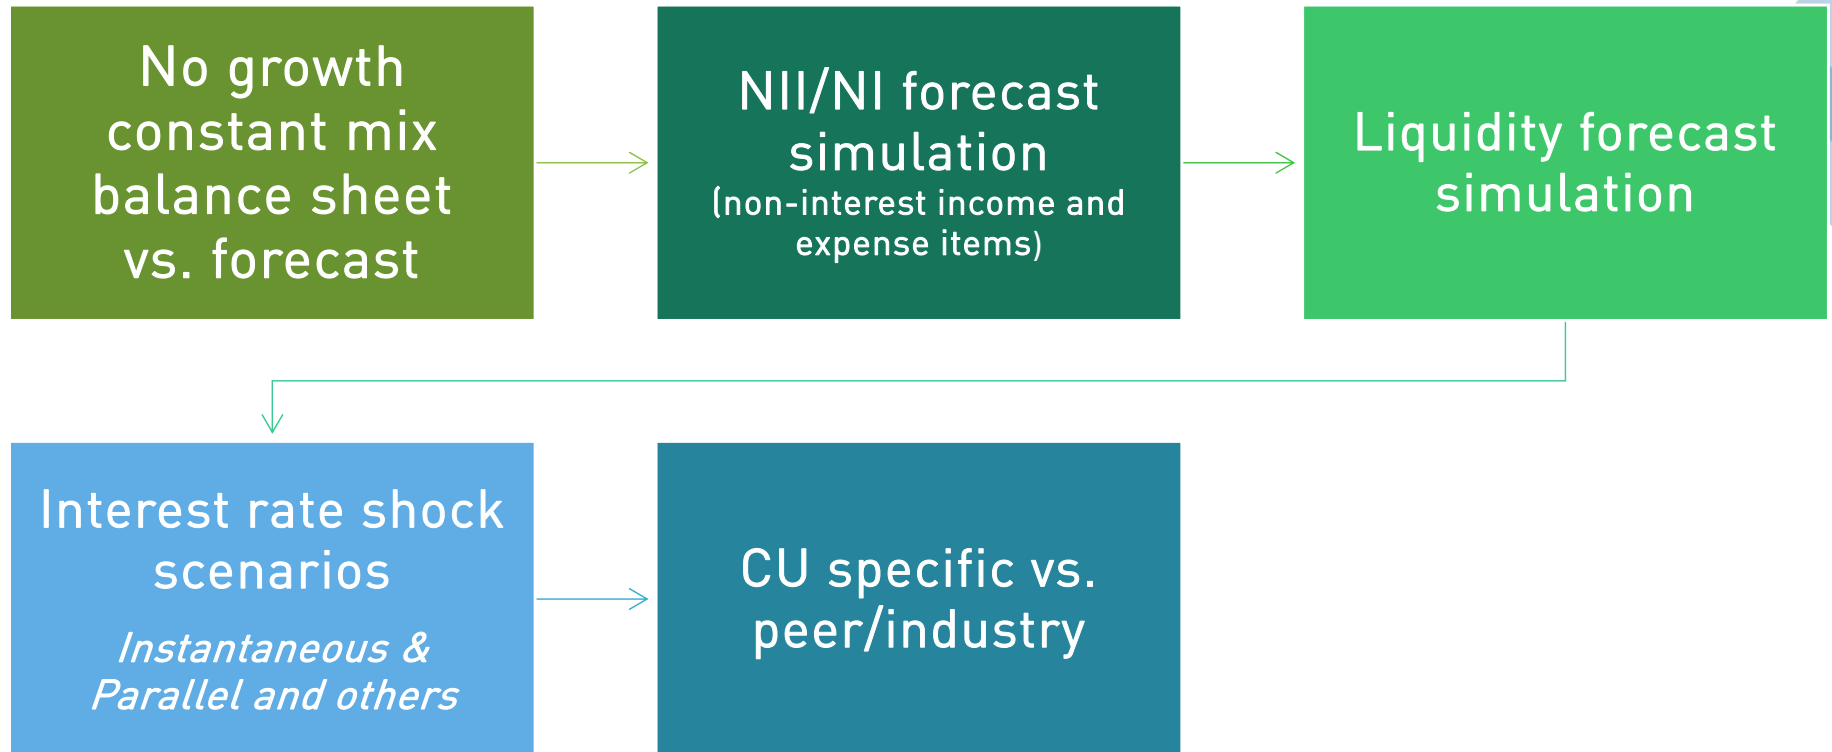 No growth
constant mix
balance sheet
vs. forecast
NII/NI forecast
simulation
(non-interest income and
expense items)
Liquidity forecast
simulation
Interest rate shock
scenarios
Instantaneous &
Parallel and others
CU specific vs.
peer/industry